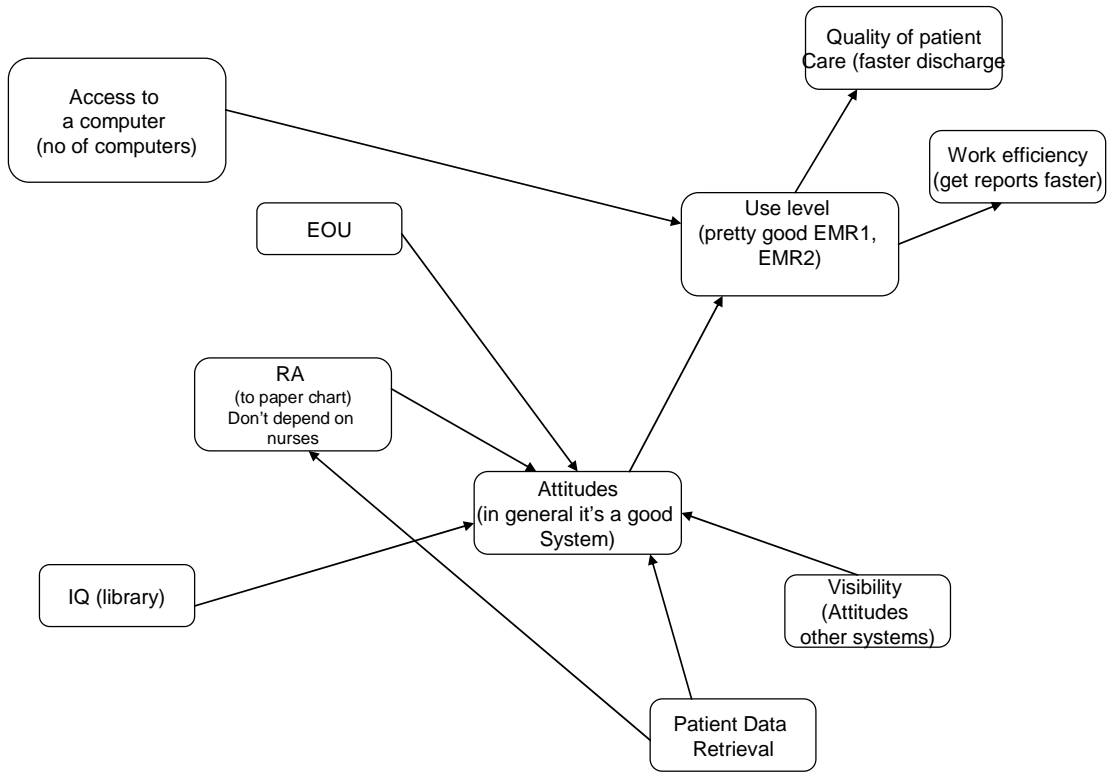 Quality of patient
Care (faster discharge
Access to
a computer
(no of computers)
Work efficiency
(get reports faster)
Use level
(pretty good EMR1,
EMR2)
EOU
RA
(to paper chart)
Don't depend on
nurses
Attitudes
(in general it's a good
System)
IQ (library)
Visibility
(Attitudes
other systems)
Patient Data
Retrieval